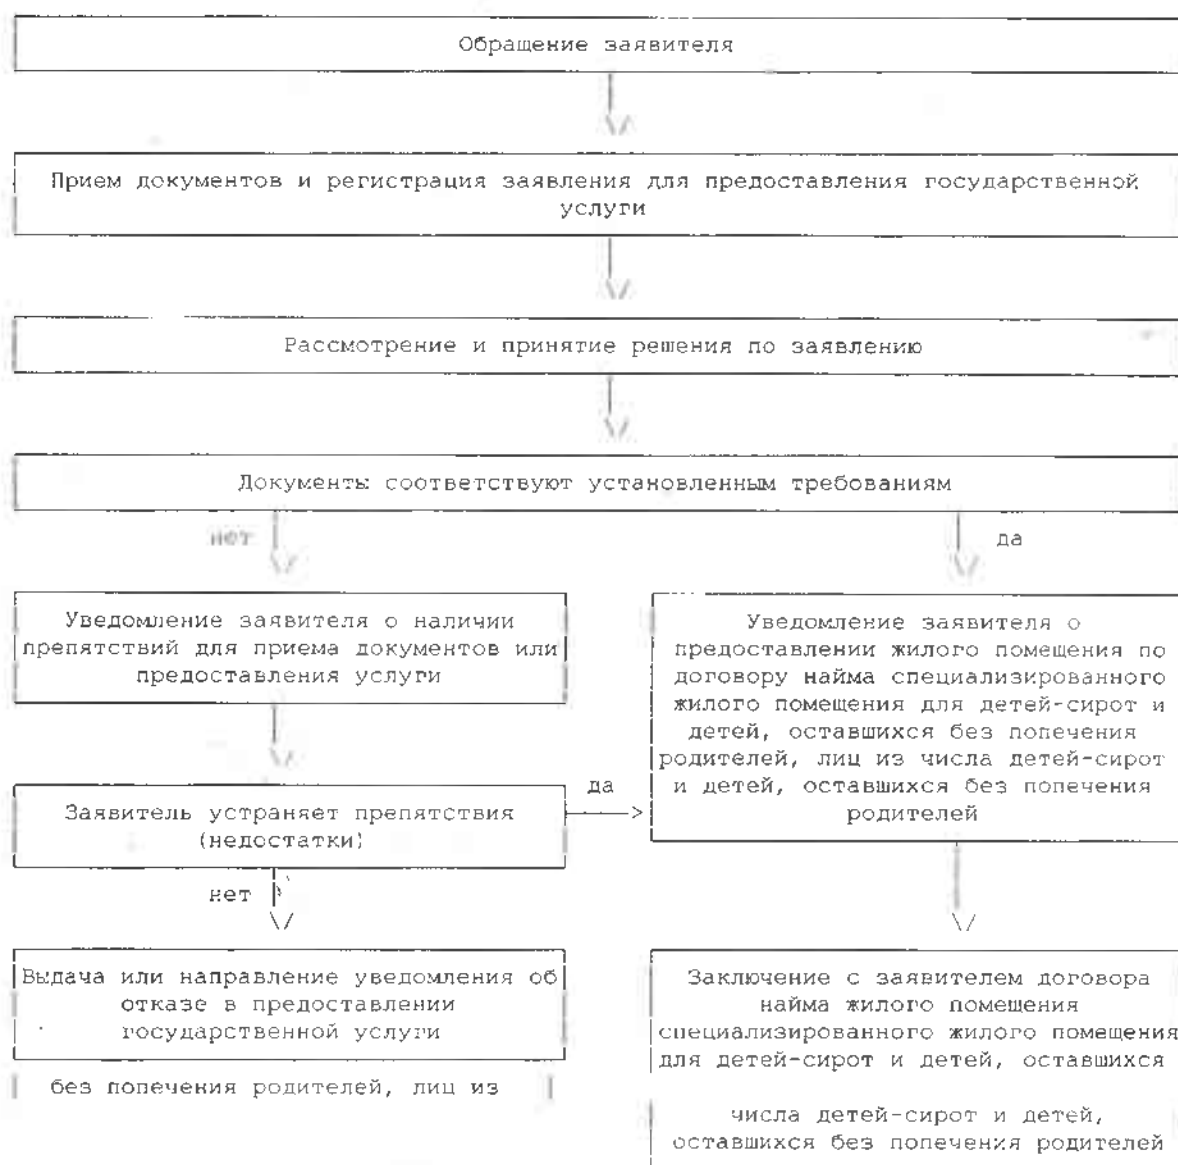 Обращение заявителя
Прием документов и регистрация заявления для предоставления государственной
услуги
Рассмотрение и принятие решения по заявлению
Документы соответствуют установленным требованиям
нет
да
Уведомление заявителя о наличии
препятствий для приема документов или
предоставления услуги
Уведомление заявителя о
предоставлении жилого помещения по
договору найма специализированного
жилого помещения для детей-сирот и
детей, оставшихся без попечения
родителей, лиц из числа детей-сирот
и детей, оставшихся без попечения
родителей
Заявитель устраняет препятствия
(недостатки)
да
нет
Выдача или направление уведомления об
отказе в предоставлении
государственной услуги
без попечения родителей, лиц из
Заключение с заявителем договора
найма жилого помещения
специализированного жилого помещения
для детей-сирот и детей, оставшихся
числа детей-сирот и детей,
оставшихся без попечения родителей